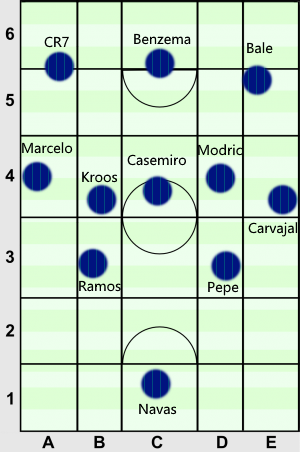 6
CR7
Benzema
Bale
5
Marcelo
Modric
Casemiro
4
Kroos
Carvajal
3
Ramos
Pepe
2
1
Navas
A B C D E